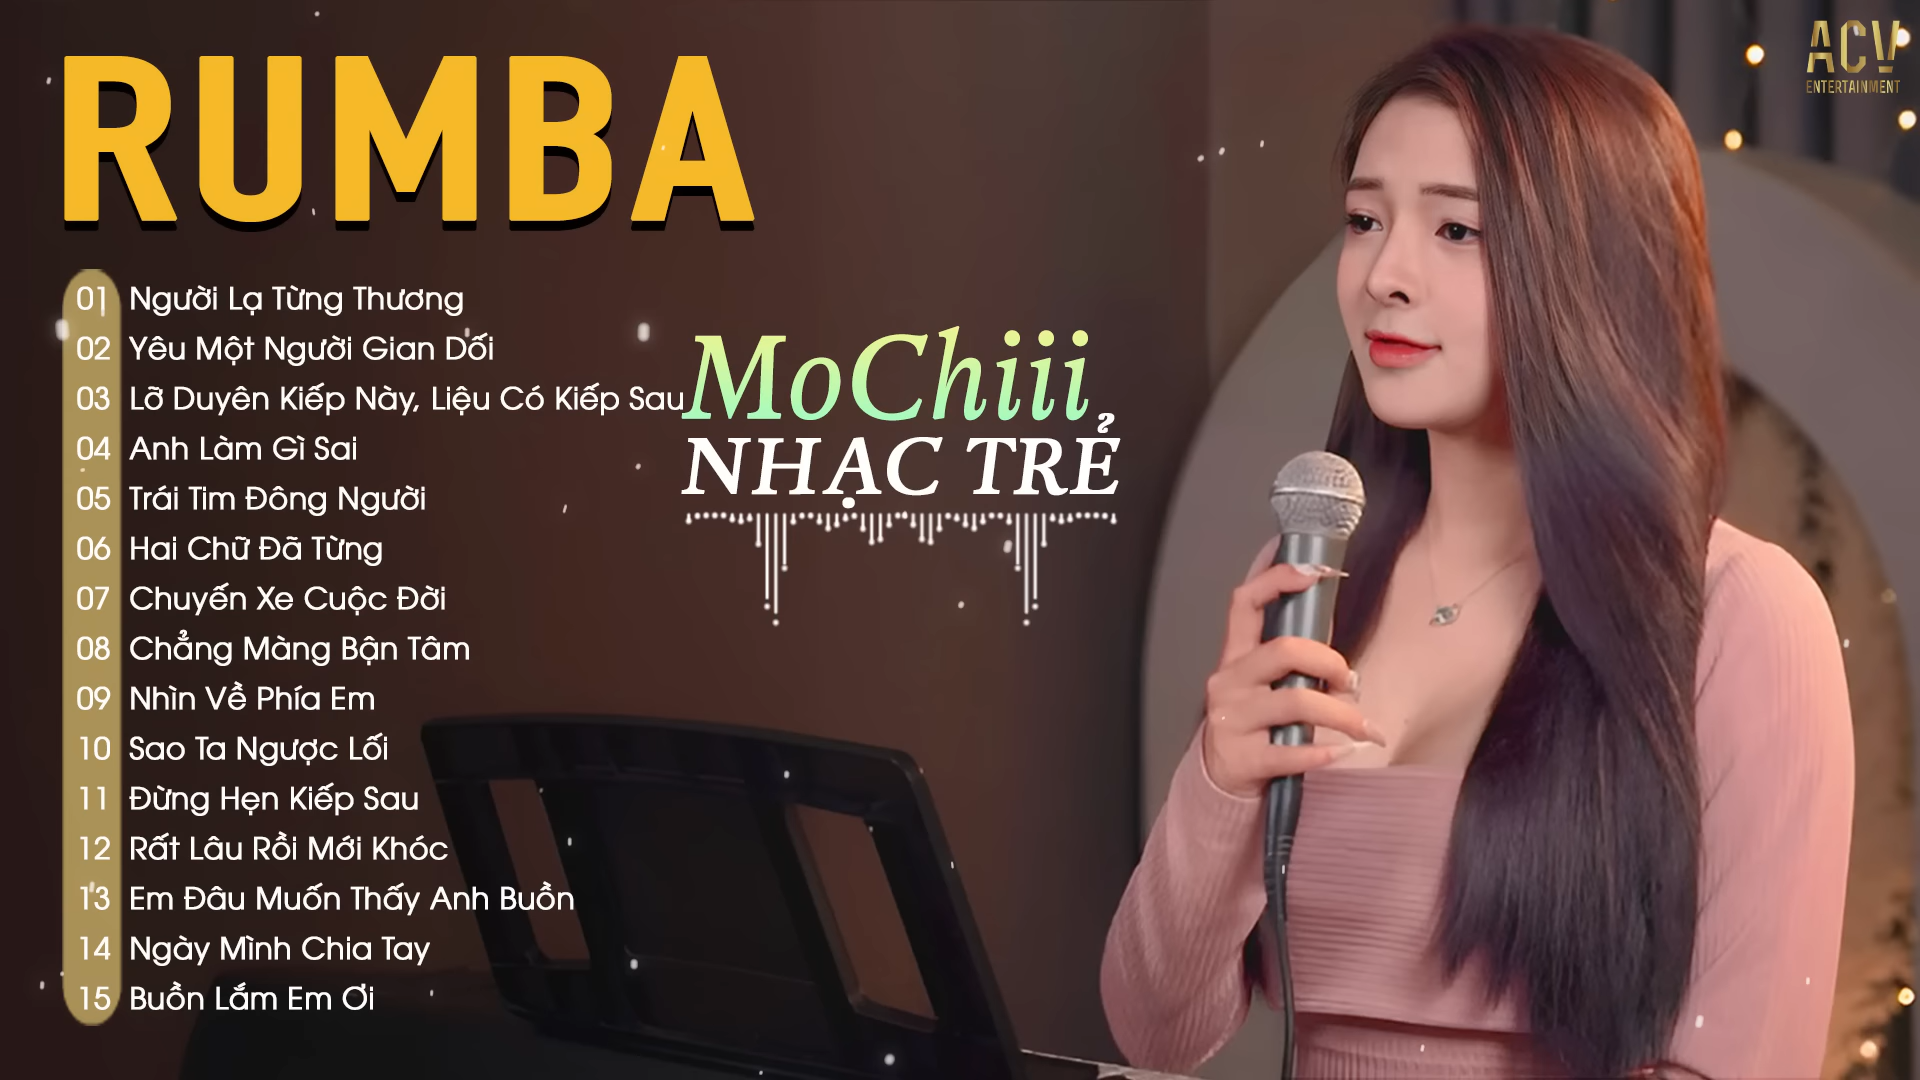 RUMBA
ACV
ENTERTAINMENT
01 Người Lạ Từng Thương
02 Yêu Một Người Gian Dối
03 Lỡ Duyên Kiếp Này, Liệu Có Kiếp Sau
04 Anh Làm Gì Sai
05 Trái Tim Đông Người
06 Hai Chữ Đã Từng
07 Chuyến Xe Cuộc Đời
08 Chẳng Màng Bận Tâm
09 Nhìn Về Phía Em
10 Sao Ta Ngược Lối
11 Đừng Hẹn Kiếp Sau
12 Rất Lâu Rồi Mới Khóc
13 Em Đâu Muốn Thấy Anh Buồn
14 Ngày Mình Chia Tay
15 Buồn Lắm Em Ơi
MoChiii
NHẠC TRẺ